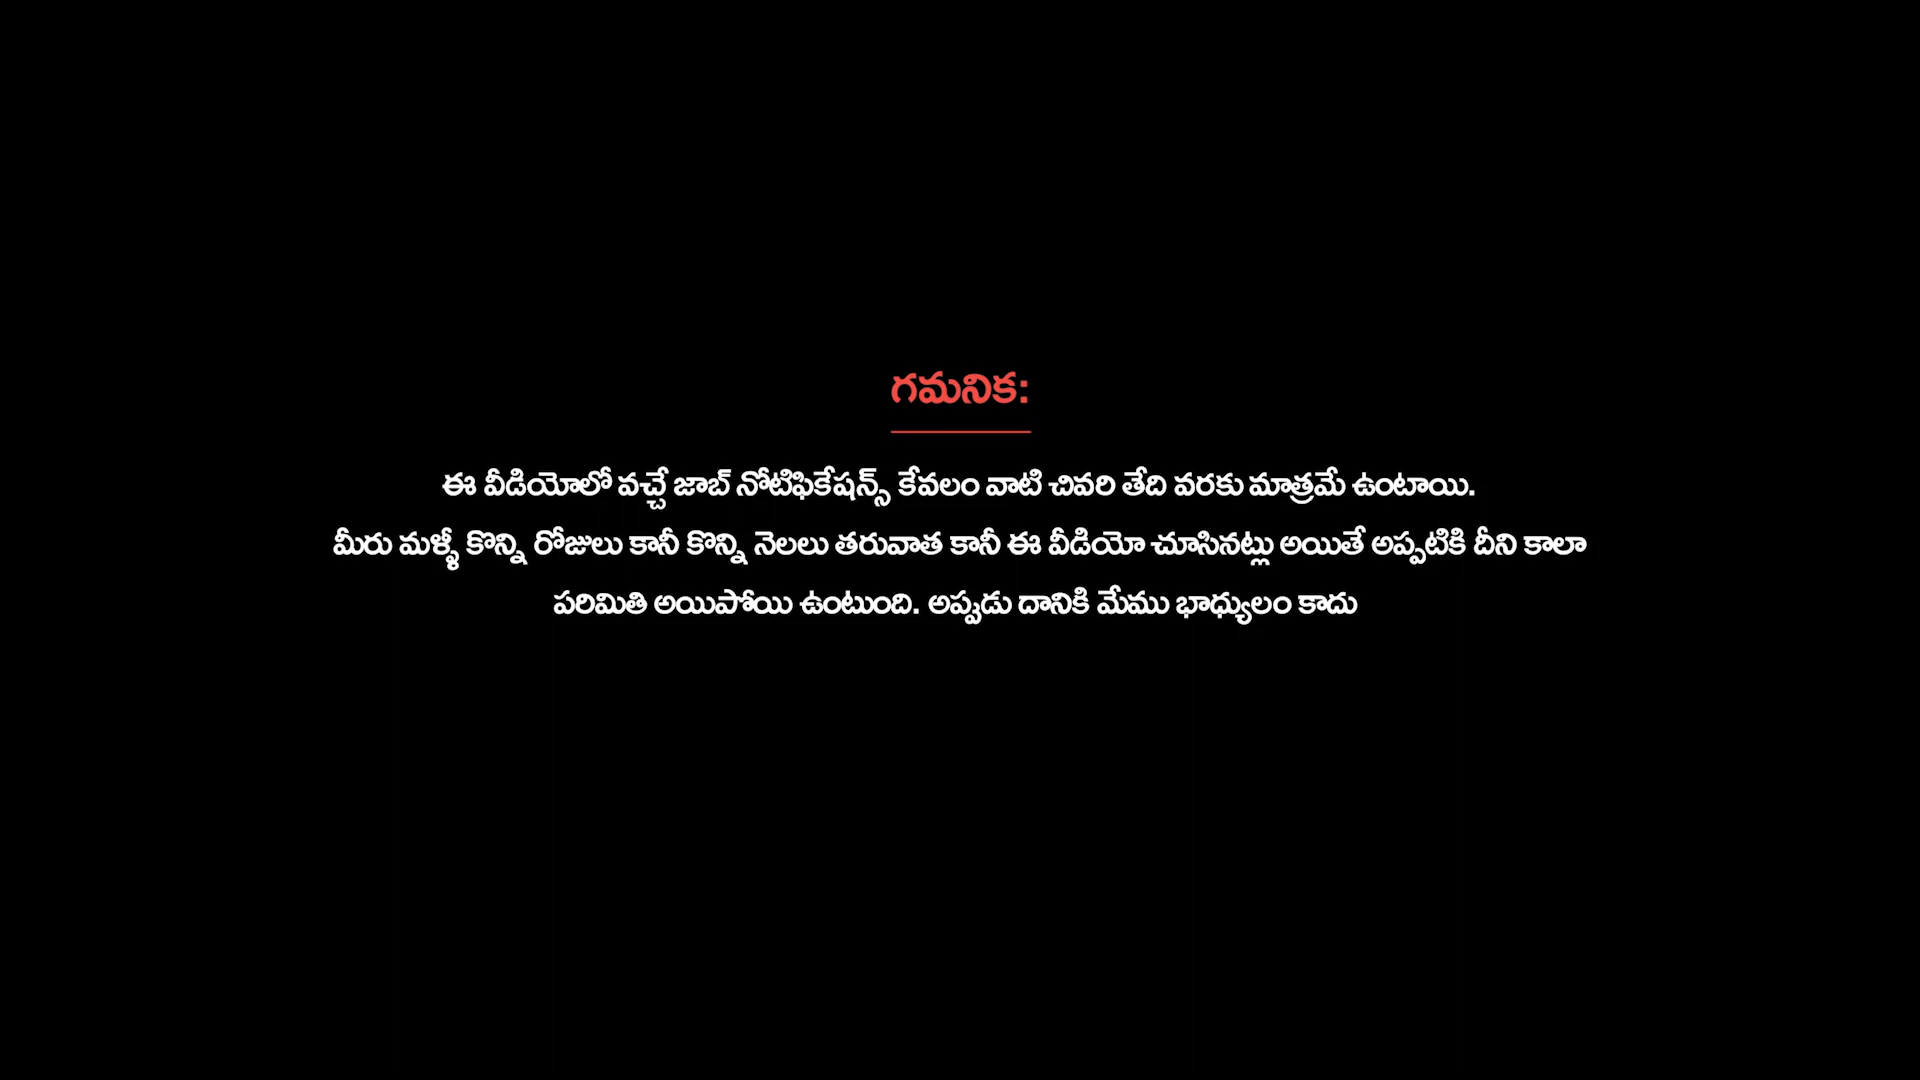 గమనిక:
ఈ వీడియోలో వచ్చే జాబ్ నోటిఫికేషన్స్ కేవలం వాటి చివరి తేది వరకు మాత్రమే ఉంటాయి.
మీరు మళ్ళీ కొన్ని రోజులు కానీ కొన్ని నెలలు తరువాత కానీ ఈ వీడియో చూసినట్లు అయితే అప్పటికి దీని కాలా
పరిమితి అయిపోయి ఉంటుంది. అప్పుడు దానికి మేము భాధ్యులం కాదు